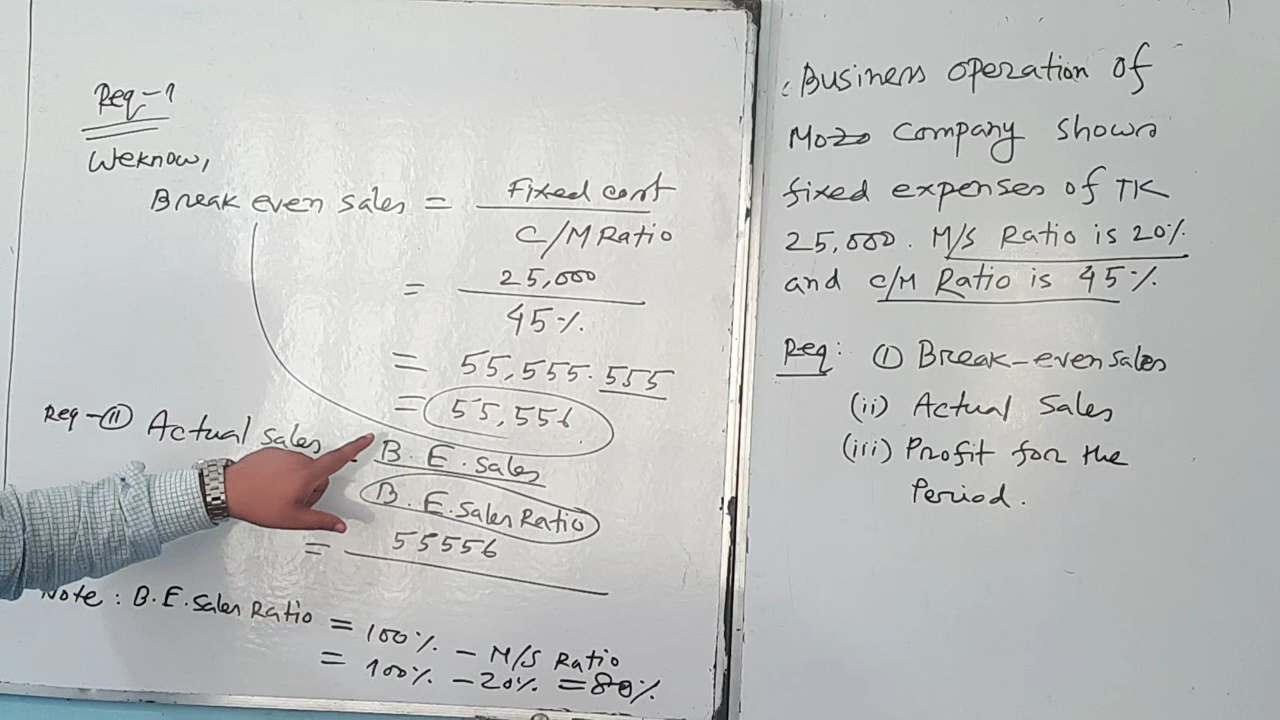 Req-1
We know,
Break even sales = Fixed cost
C/M Ratio
= 25,000
45%
= 55,555.555
= 55,556
Req-(ii) Actual sales = B.E. sales
B.E. Sales Ratio
= 55556
Note: B.E. Sales Ratio = 100% - M/S Ratio
= 100% - 20% = 80%
Business operation of
Mozo company shows
fixed expenses of TK
25,000. M/S Ratio is 20%
and C/M Ratio is 45%.
Req: (i) Break-even sales
(ii) Actual Sales
(iii) Profit for the
Period.